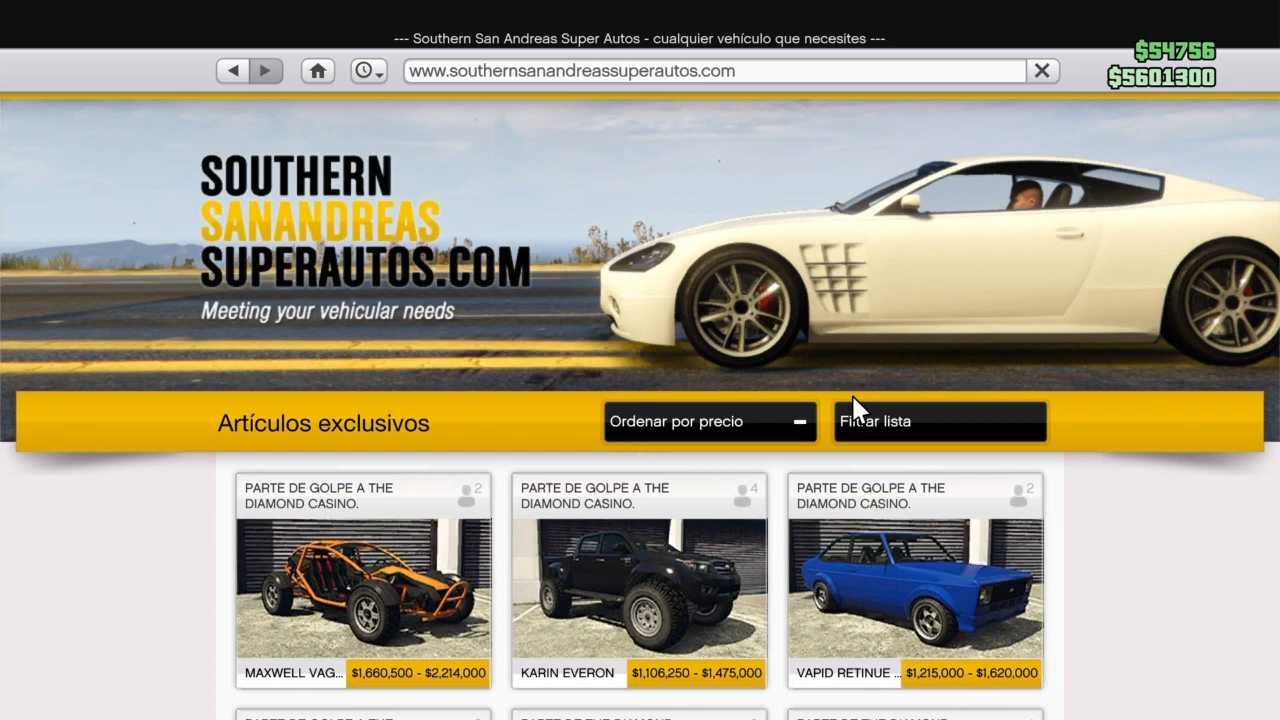 --- Southern San Andreas Super Autos - cualquier vehículo que necesites ---
$54756
www.southernsanandreassuperautos.com
$5601300
SOUTHERN
SANANDREAS
SUPERAUTOS.COM
Meeting your vehicular needs
Artículos exclusivos
Ordenar por precio
Filtrar lista
PARTE DE GOLPE A THE
DIAMOND CASINO.
2
PARTE DE GOLPE A THE
DIAMOND CASINO.
4
PARTE DE GOLPE A THE
DIAMOND CASINO.
2
MAXWELL VAG... $1,660,500 - $2,214,000
KARIN EVERON $1,106,250 - $1,475,000
VAPID RETINUE ... $1,215,000 - $1,620,000